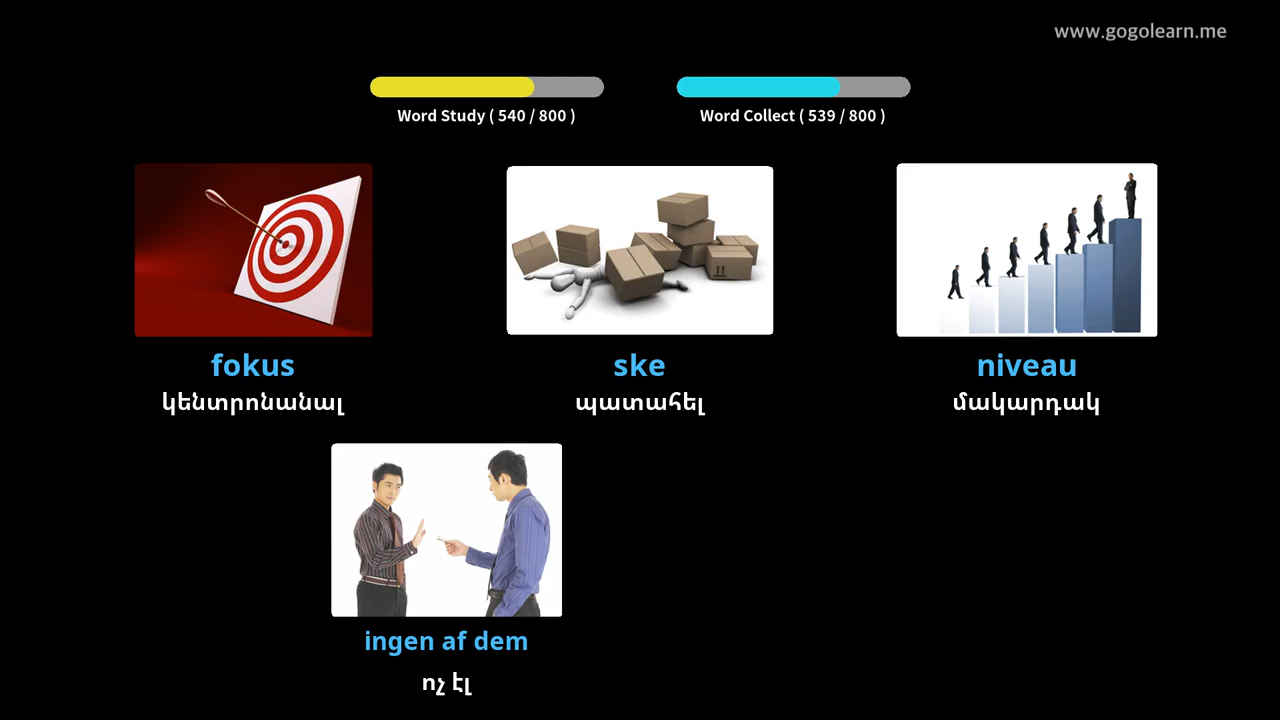 www.gogolearn.me
Word Study ( 540 / 800 )
Word Collect ( 539 / 800 )
fokus
կենտրոնանալ
ske
պատահել
niveau
մակարդակ
ingen af dem
ոչ էլ